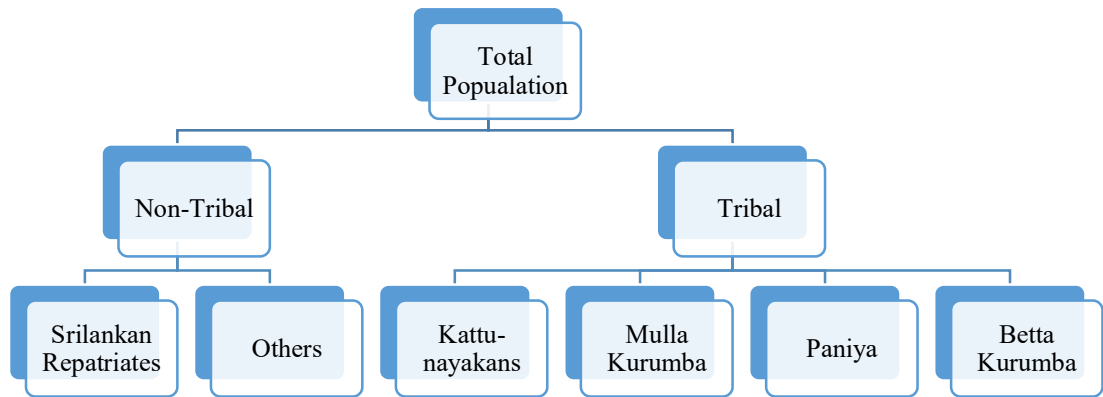 Total
Popualation
Non-Tribal
Tribal
Srilankan
Repatriates
Others
Kattu-
nayakans
Mulla
Kurumba
Paniya
Betta
Kurumba